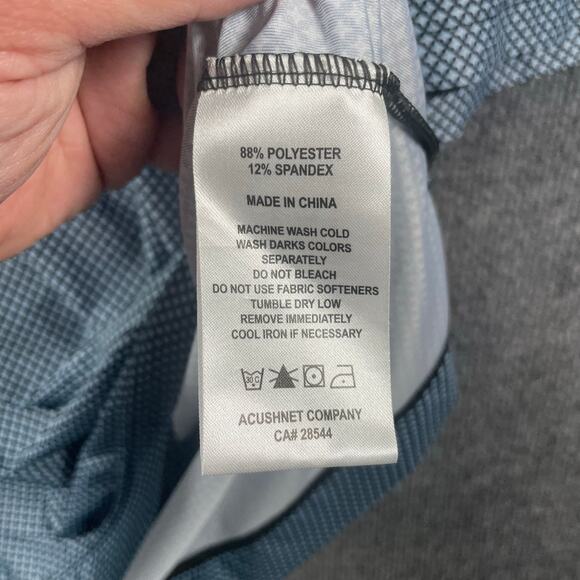 88% POLYESTER
12% SPANDEX
MADE IN CHINA
MACHINE WASH COLD
WASH DARKS COLORS
SEPARATELY
DO NOT BLEACH
DO NOT USE FABRIC SOFTENERS
TUMBLE DRY LOW
REMOVE IMMEDIATELY
COOL IRON IF NECESSARY
30 C
ACUSHNET COMPANY
CA# 28544